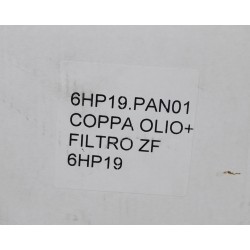 6HP19.PAN01
COPPA OLIO+
FILTRO ZF
6HP19